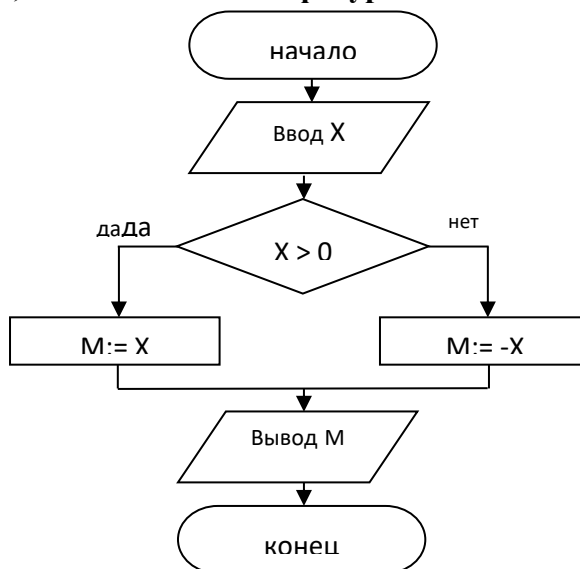 начало
Ввод X
дада
X > 0
нет
M:= X
M:= -X
Вывод M
конец